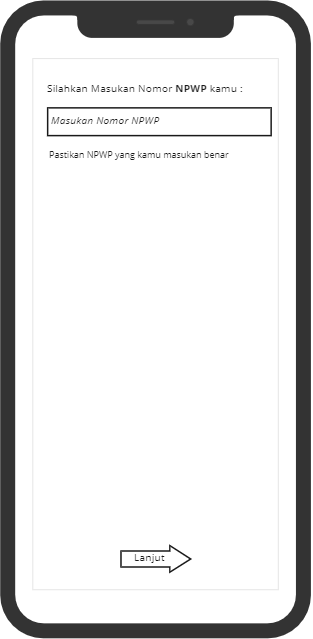 Silahkan Masukan Nomor NPWP kamu :
Masukan Nomor NPWP
Pastikan NPWP yang kamu masukan benar
Lanjut